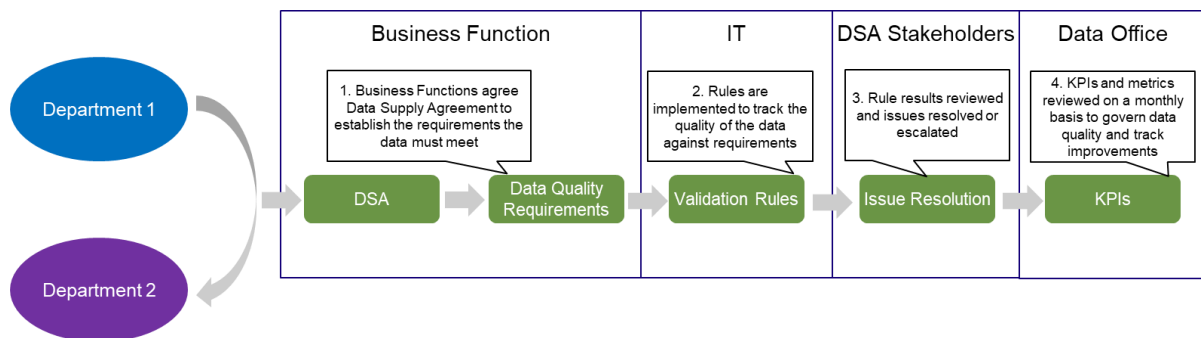 Business Function
IT
DSA Stakeholders
Data Office
Department 1
Department 2
1. Business Functions agree
Data Supply Agreement to
establish the requirements the
data must meet
2. Rules are
implemented to track the
quality of the data
against requirements
3. Rule results reviewed
and issues resolved or
escalated
4. KPIs and metrics
reviewed on a monthly
basis to govern data
quality and track
improvements
DSA
Data Quality
Requirements
Validation Rules
Issue Resolution
KPIs